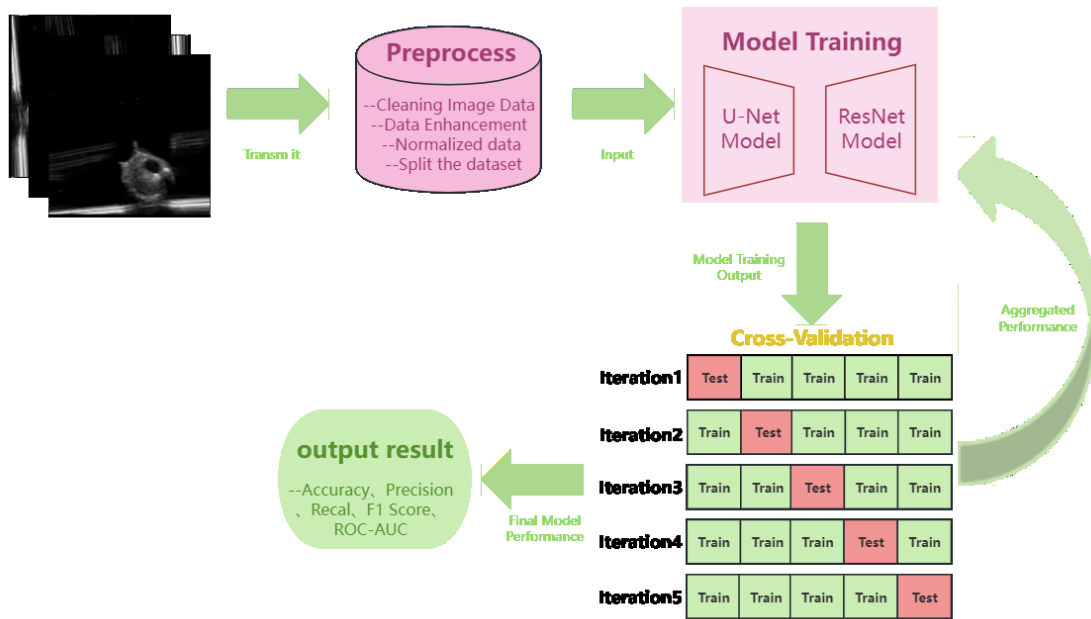 Preprocess
--Cleaning Image Data
--Data Enhancement
--Normalized data
--Split the dataset
Transm it
Input
Model Training
U-Net
Model
ResNet
Model
Model Training
Output
Aggregated
Performance
Cross-Validation
Iteration1 Test Train Train Train Train
Iteration2 Train Test Train Train Train
Iteration3 Train Train Test Train Train
Iteration4 Train Train Train Test Train
Iteration5 Train Train Train Train Test
Final Model
Performance
output result
--Accuracy、Precision
、Recal、F1 Score、
ROC-AUC